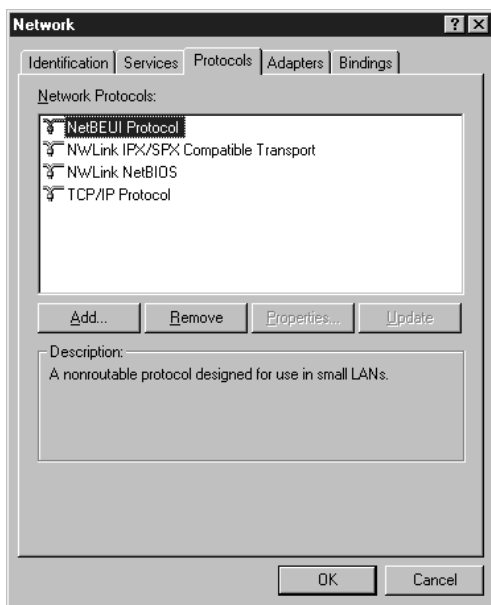 Network
Identification Services Protocols Adapters Bindings
Network Protocols:
NetBEUI Protocol
NWLink IPX/SPX Compatible Transport
NWLink NetBIOS
TCP/IP Protocol
Add... Remove Properties... Update
Description:
A nonroutable protocol designed for use in small LANs.
OK Cancel